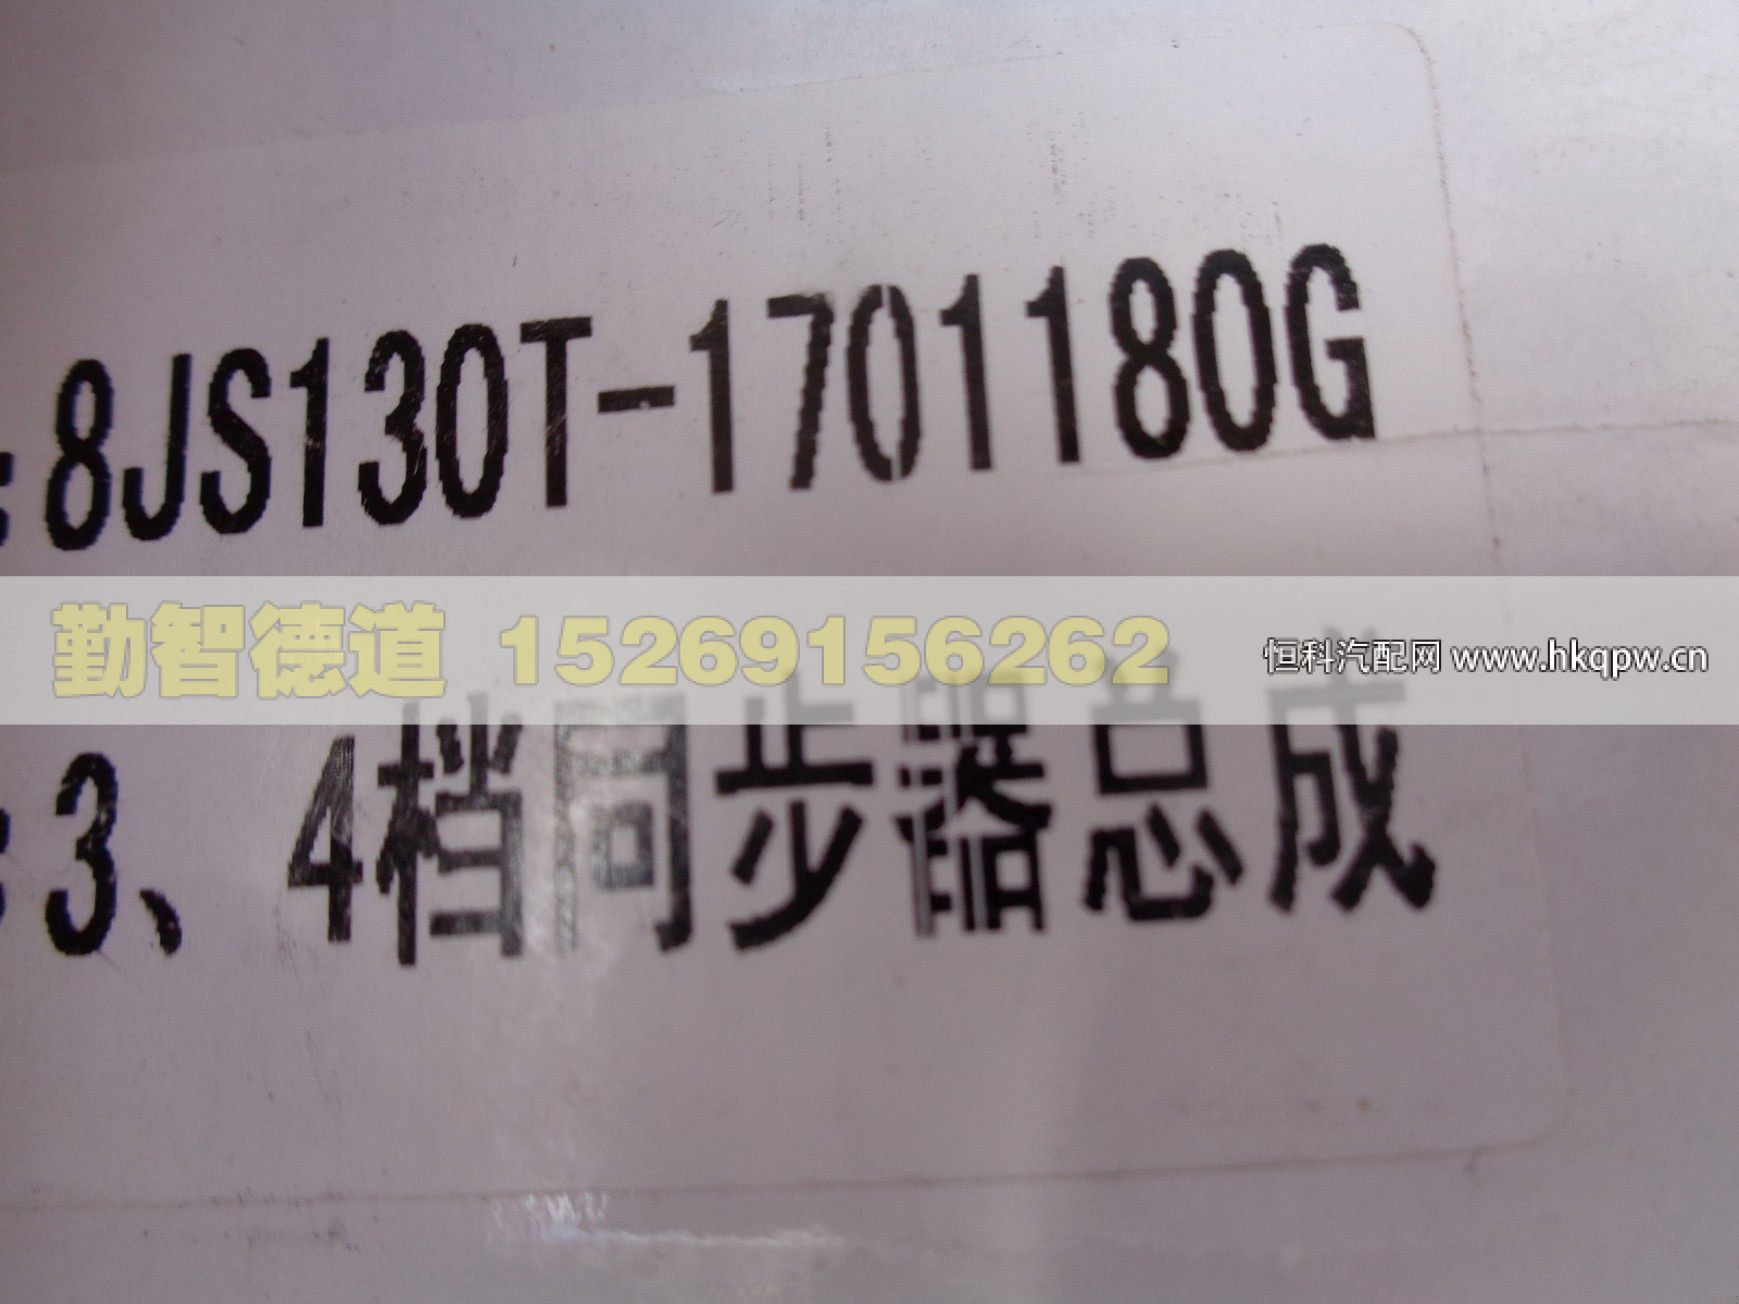 :8JS130T-1701180G
勤智德道 15269156262
恒科汽配网 www.hkqpw.cn
:3、4档同步器总成